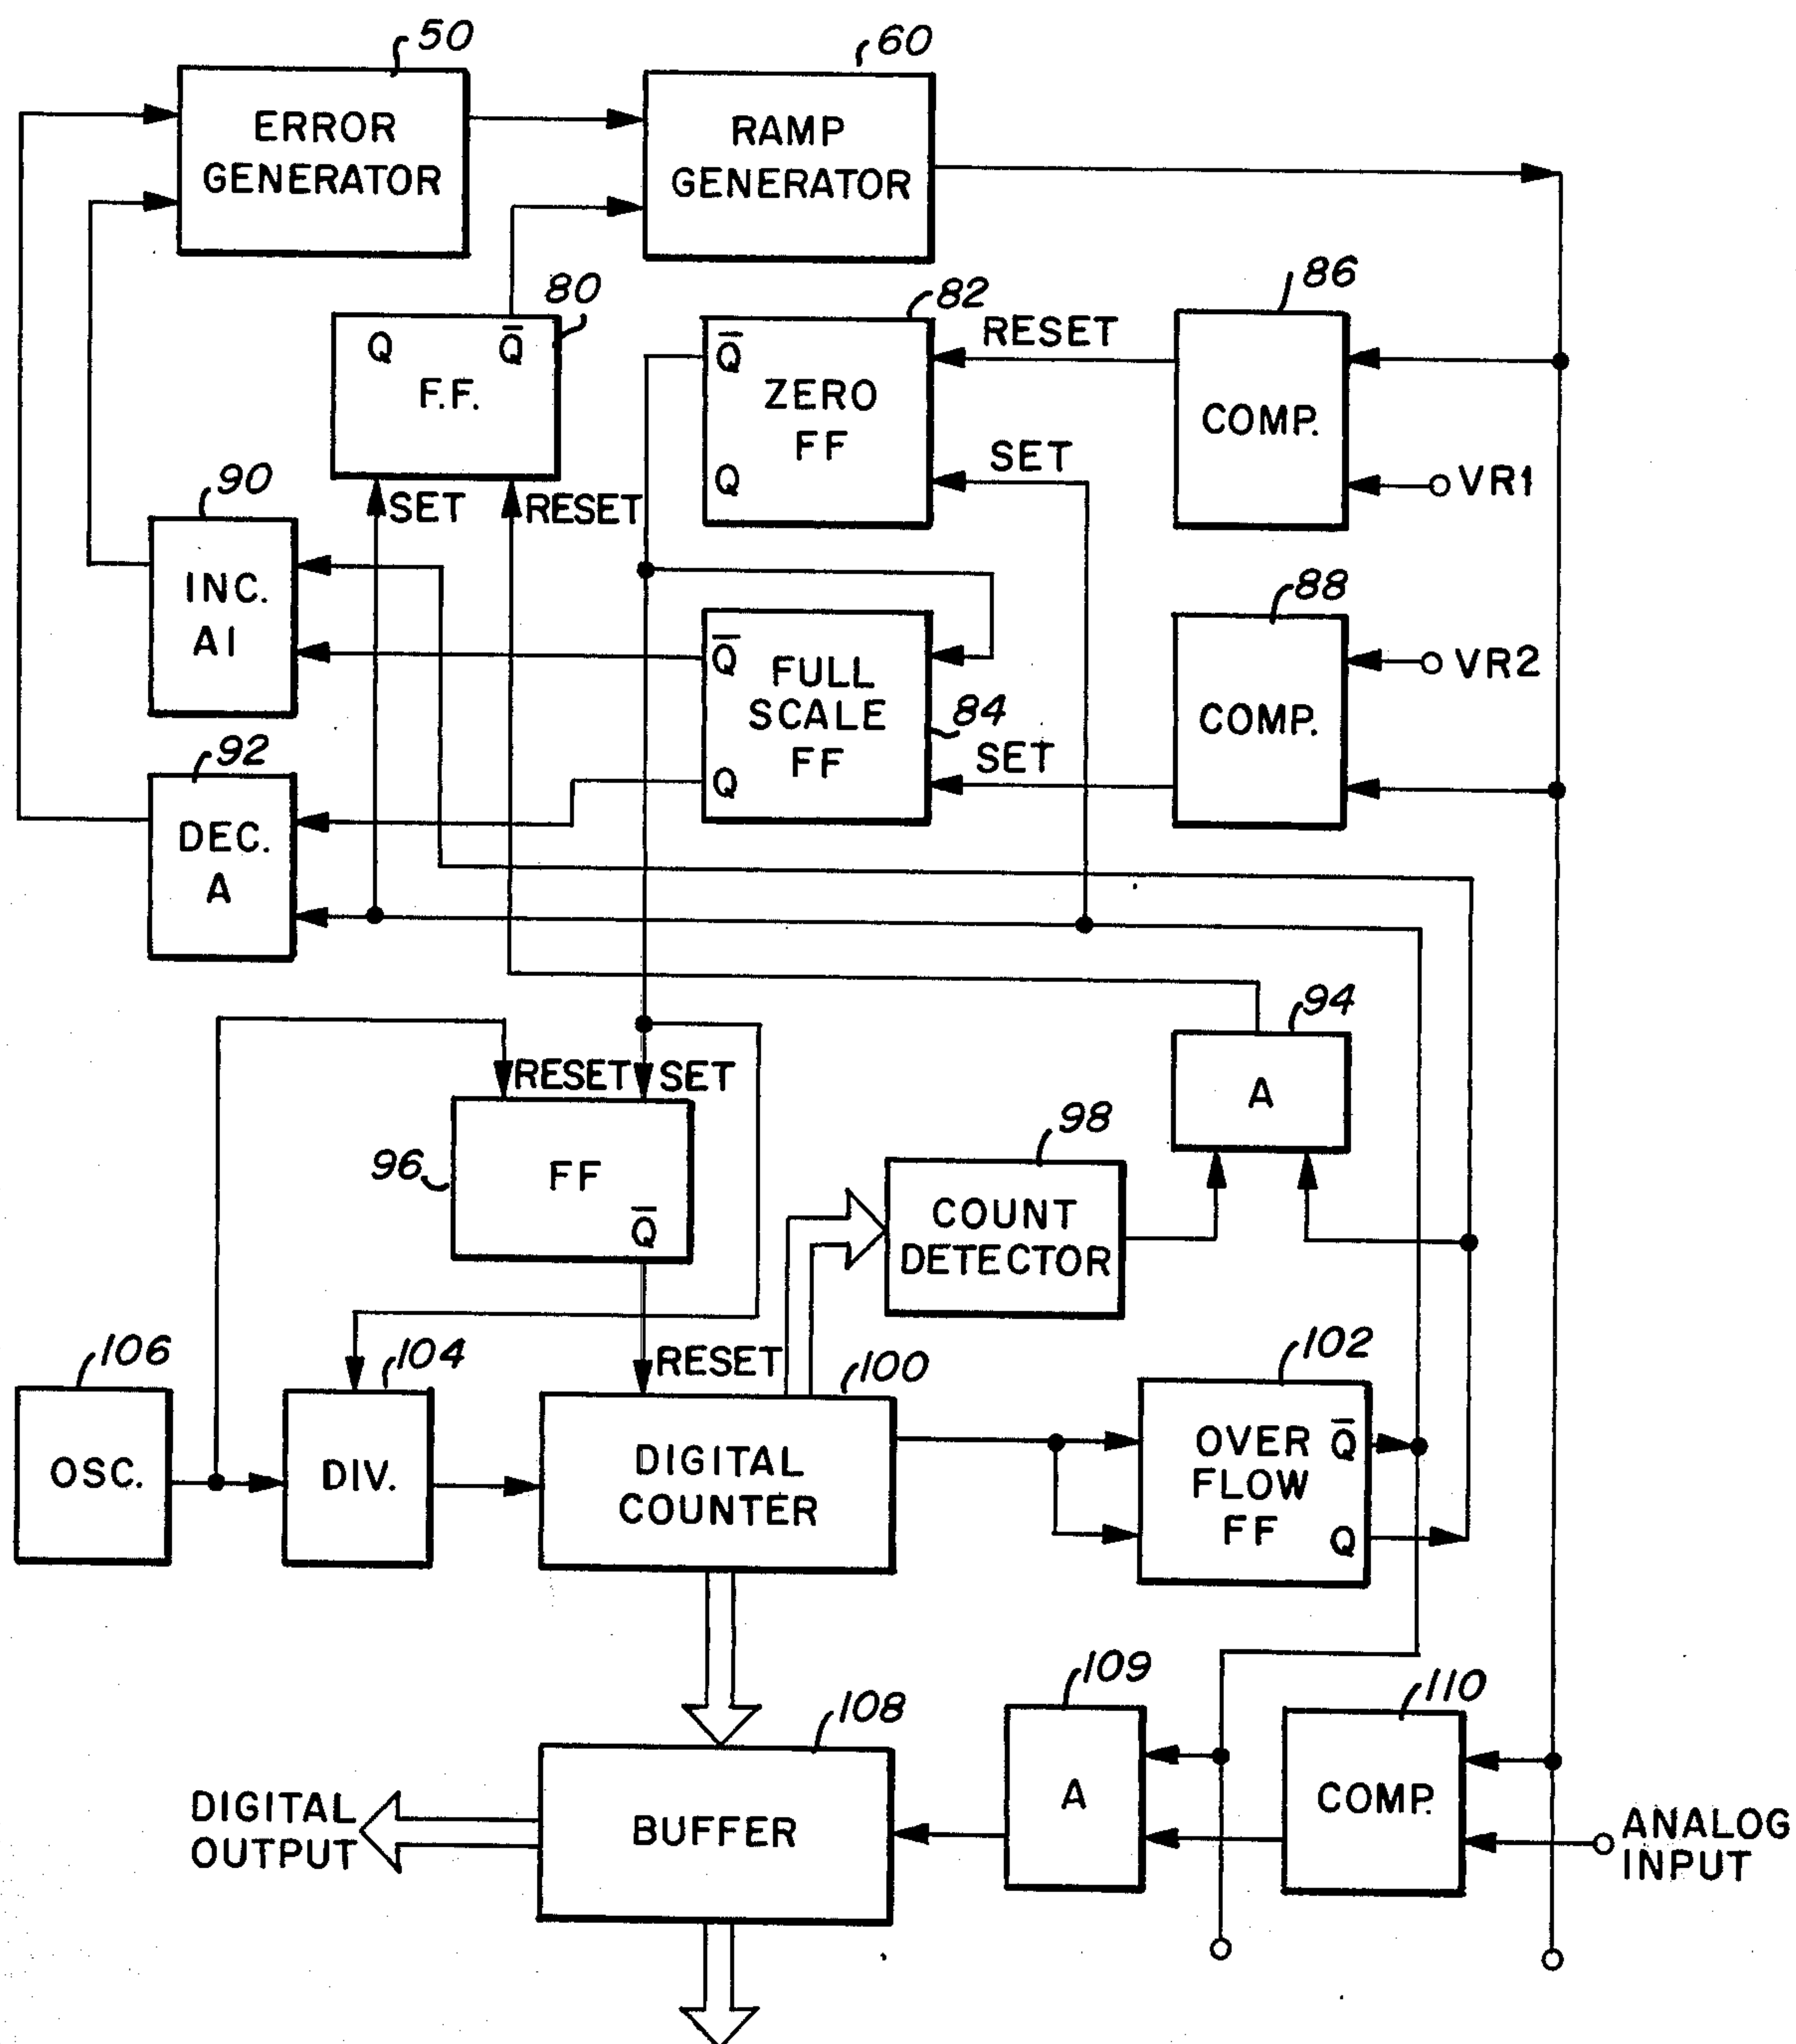 50
60
ERROR
GENERATOR
RAMP
GENERATOR
80
82
86
Q Q̅
F.F.
Q̅
ZERO
FF
Q
RESET
SET
COMP.
VR1
90
SET
RESET
INC.
A1
88
Q̅
FULL
SCALE
FF
Q
84
SET
COMP.
VR2
92
DEC.
A
94
A
RESET
SET
96
FF
Q̅
98
COUNT
DETECTOR
106
OSC.
104
DIV.
RESET
100
DIGITAL
COUNTER
102
OVER Q̅
FLOW
FF Q
108
BUFFER
DIGITAL
OUTPUT
109
A
110
COMP.
ANALOG
INPUT